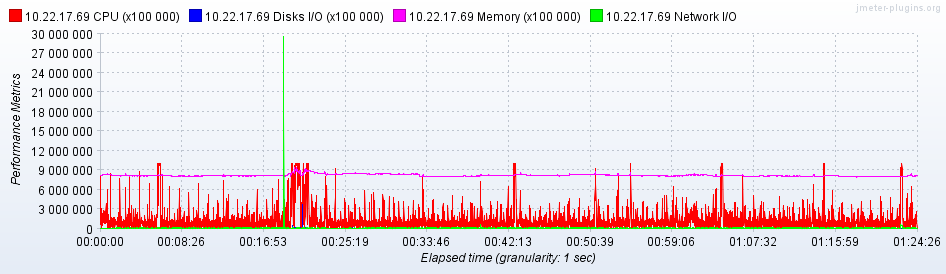 10.22.17.69 CPU (x100 000) 10.22.17.69 Disks I/O (x100 000) 10.22.17.69 Memory (x100 000) 10.22.17.69 Network I/O
jmeter-plugins.org
30 000 000
27 000 000
24 000 000
21 000 000
18 000 000
15 000 000
12 000 000
9 000 000
6 000 000
3 000 000
0
Performance Metrics
00:00:00 00:08:26 00:16:53 00:25:19 00:33:46 00:42:13 00:50:39 00:59:06 01:07:32 01:15:59 01:24:26
Elapsed time (granularity: 1 sec)